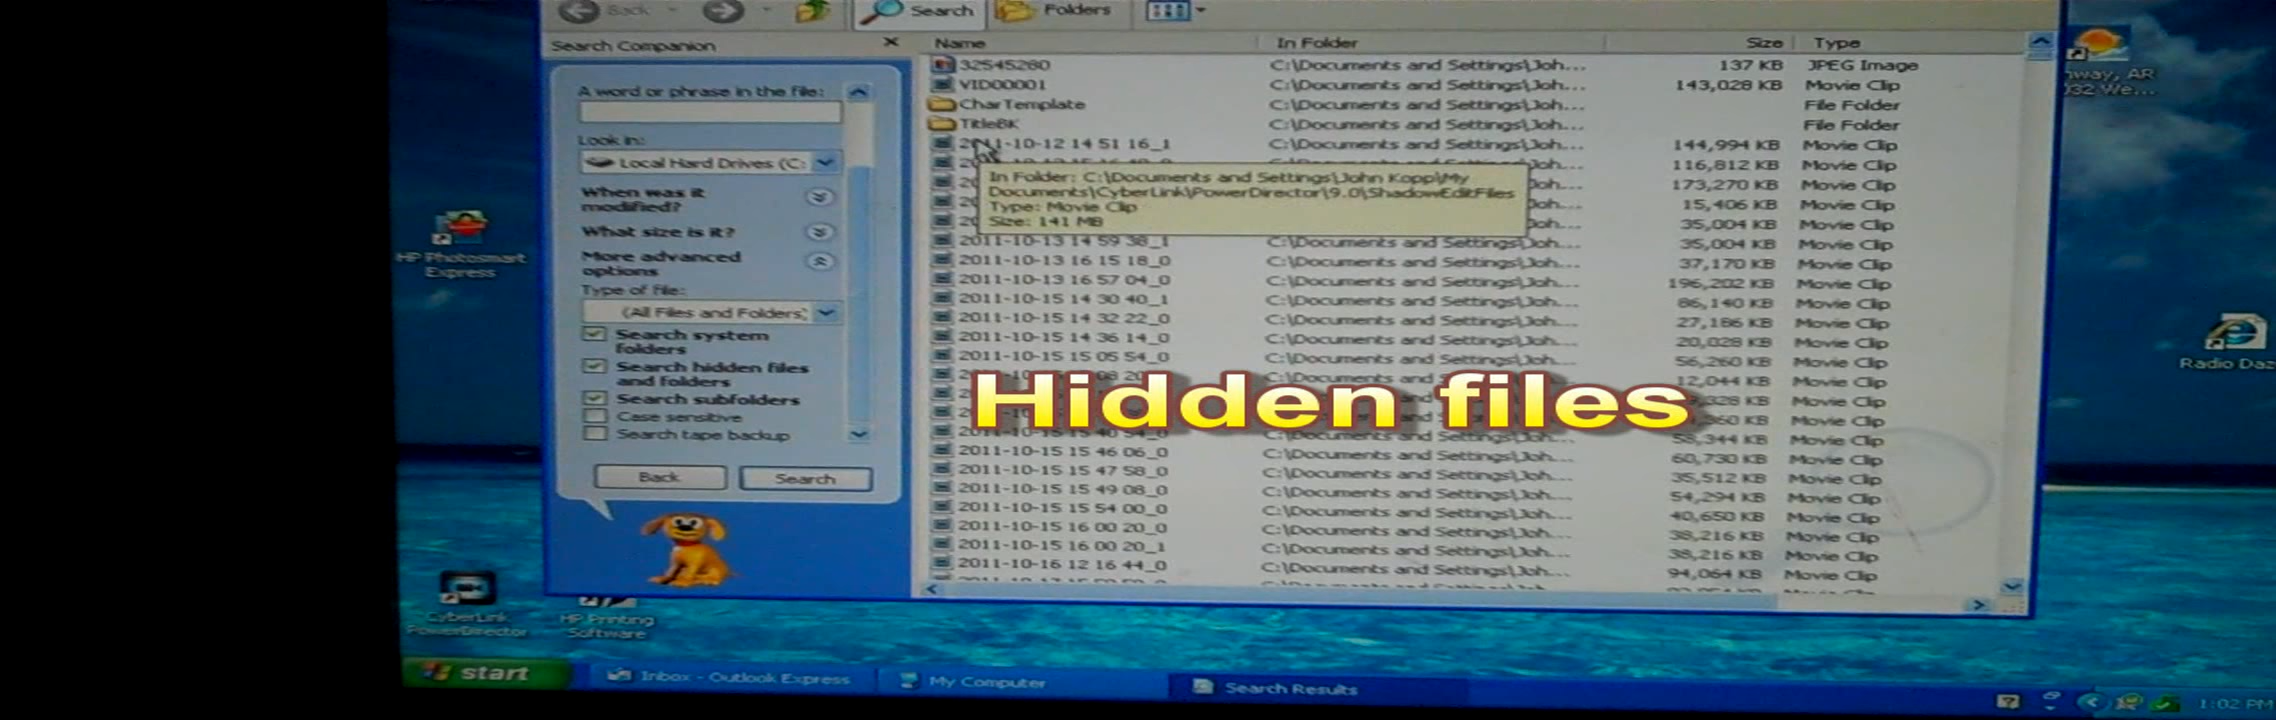 Back Search Folders
Search Companion
Name In Folder Size Type
A word or phrase in the file:
Look in:
Local Hard Drives (C:
When was it
modified?
What size is it?
More advanced
options
Type of file:
(All Files and Folders)
Search system
folders
Search hidden files
and folders
Search subfolders
Case sensitive
Search tape backup
Back Search
32545280 C:\Documents and Settings\Joh... 137 KB JPEG Image
VID00001 C:\Documents and Settings\Joh... 143,028 KB Movie Clip
CharTemplate C:\Documents and Settings\Joh... File Folder
TitleBK C:\Documents and Settings\Joh... File Folder
2011-10-12 14 51 16_1 C:\Documents and Settings\Joh... 144,994 KB Movie Clip
116,812 KB Movie Clip
173,270 KB Movie Clip
15,406 KB Movie Clip
35,004 KB Movie Clip
In Folder: C:\Documents and Settings\John Kopp\My
Documents\CyberLink\PowerDirector\9.0\ShadowEditFiles
Type: Movie Clip
Size: 141 MB
2011-10-13 14 59 38_1 C:\Documents and Settings\Joh... 35,004 KB Movie Clip
2011-10-13 16 15 18_0 C:\Documents and Settings\Joh... 37,170 KB Movie Clip
2011-10-13 16 57 04_0 C:\Documents and Settings\Joh... 196,202 KB Movie Clip
2011-10-15 14 30 40_1 C:\Documents and Settings\Joh... 86,140 KB Movie Clip
2011-10-15 14 32 22_0 C:\Documents and Settings\Joh... 27,186 KB Movie Clip
2011-10-15 14 36 14_0 C:\Documents and Settings\Joh... 20,028 KB Movie Clip
2011-10-15 15 05 54_0 C:\Documents and Settings\Joh... 56,260 KB Movie Clip
12,044 KB Movie Clip
Movie Clip
Movie Clip
Hidden files
58,344 KB Movie Clip
2011-10-15 15 46 06_0 C:\Documents and Settings\Joh... 60,730 KB Movie Clip
2011-10-15 15 47 58_0 C:\Documents and Settings\Joh... 35,512 KB Movie Clip
2011-10-15 15 49 08_0 C:\Documents and Settings\Joh... 54,294 KB Movie Clip
2011-10-15 15 54 00_0 C:\Documents and Settings\Joh... 40,650 KB Movie Clip
2011-10-15 16 00 20_0 C:\Documents and Settings\Joh... 38,216 KB Movie Clip
2011-10-15 16 00 20_1 C:\Documents and Settings\Joh... 38,216 KB Movie Clip
2011-10-16 12 16 44_0 C:\Documents and Settings\Joh... 94,064 KB Movie Clip
HP Photosmart
Express
way, AR
032 We...
Radio Daz
CyberLink
PowerDirector
HP Printing
Software
start Inbox - Outlook Express My Computer Search Results 1:02 PM